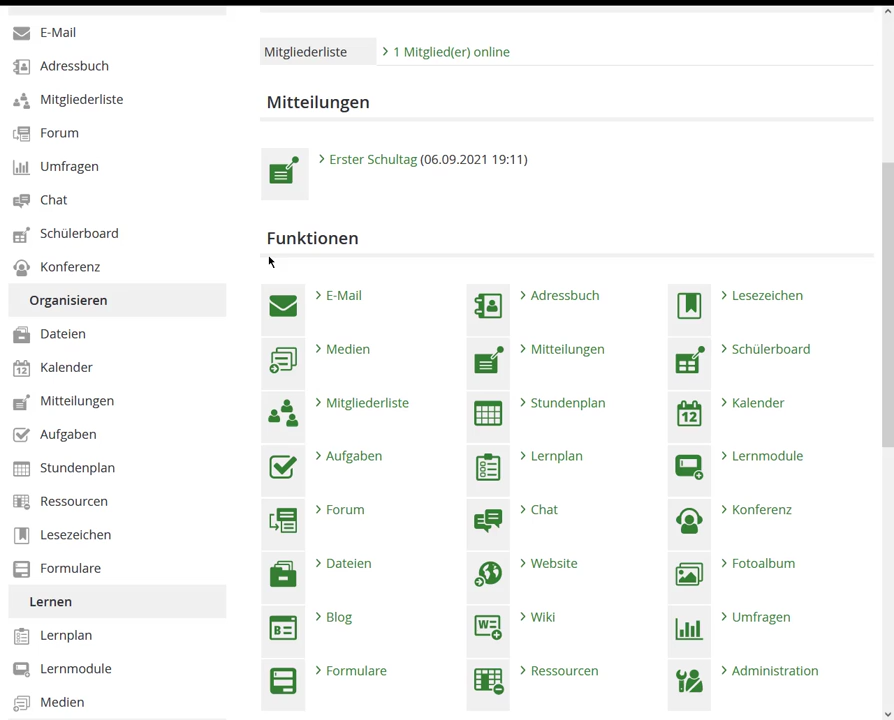 E-Mail
Adressbuch
Mitgliederliste
Forum
Umfragen
Chat
Schülerboard
Konferenz
Organisieren
Dateien
Kalender
Mitteilungen
Aufgaben
Stundenplan
Ressourcen
Lesezeichen
Formulare
Lernen
Lernplan
Lernmodule
Medien
Mitgliederliste > 1 Mitglied(er) online
Mitteilungen
> Erster Schultag (06.09.2021 19:11)
Funktionen
> E-Mail > Adressbuch > Lesezeichen
> Medien > Mitteilungen > Schülerboard
> Mitgliederliste > Stundenplan > Kalender
> Aufgaben > Lernplan > Lernmodule
> Forum > Chat > Konferenz
> Dateien > Website > Fotoalbum
> Blog > Wiki > Umfragen
> Formulare > Ressourcen > Administration